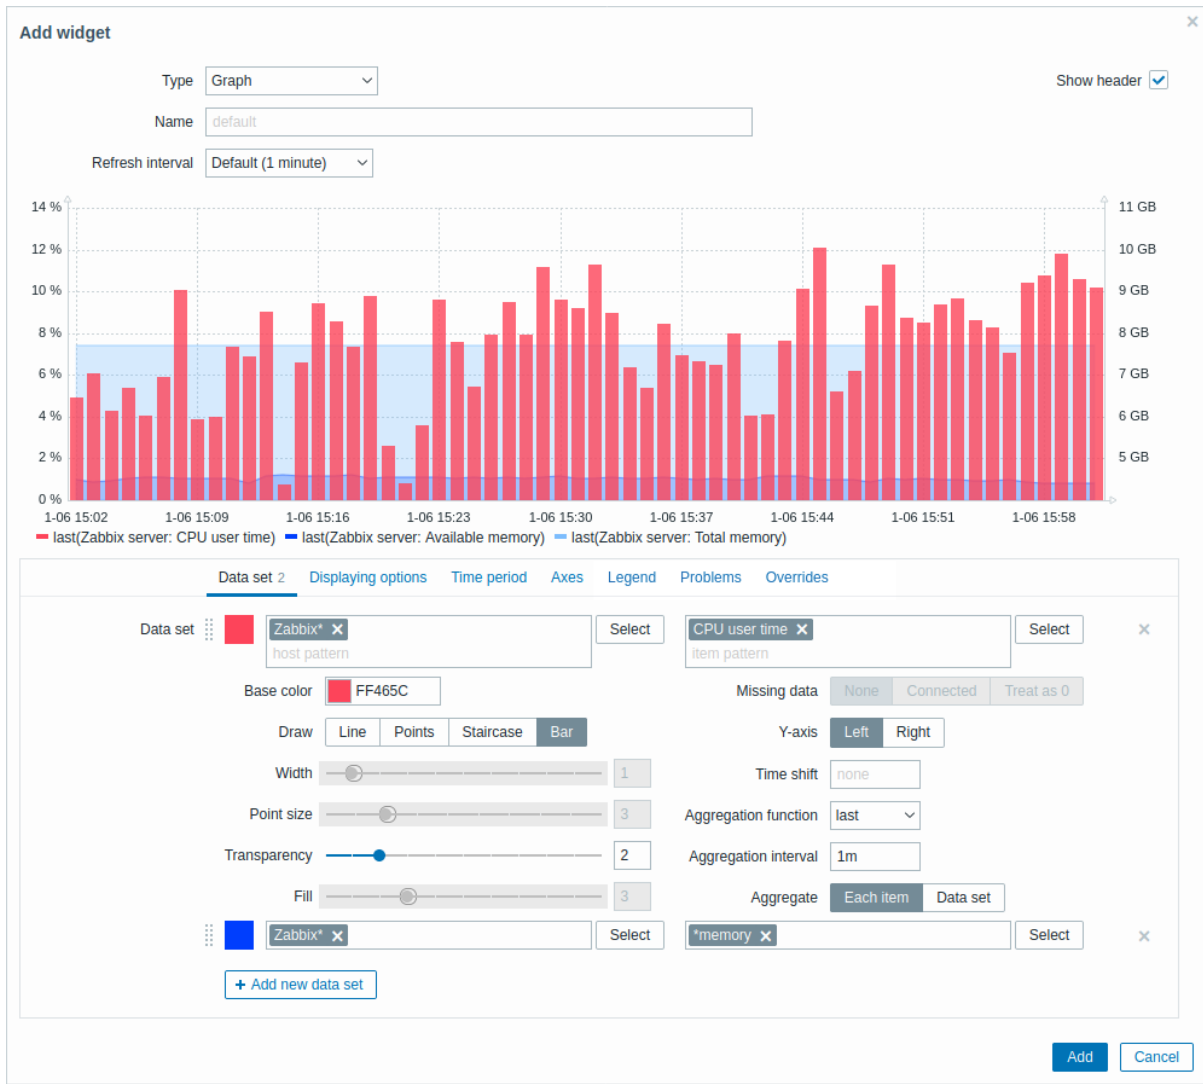 Add widget
Type Graph Show header
Name default
Refresh interval Default (1 minute)
14 % 11 GB
12 % 10 GB
10 % 9 GB
8 % 8 GB
6 % 7 GB
4 % 6 GB
2 % 5 GB
0 %
1-06 15:02 1-06 15:09 1-06 15:16 1-06 15:23 1-06 15:30 1-06 15:37 1-06 15:44 1-06 15:51 1-06 15:58
last(Zabbix server: CPU user time) last(Zabbix server: Available memory) last(Zabbix server: Total memory)
Data set 2 Displaying options Time period Axes Legend Problems Overrides
Data set Zabbix* Select CPU user time Select
host pattern item pattern
Base color FF465C Missing data None Connected Treat as 0
Draw Line Points Staircase Bar Y-axis Left Right
Width 1 Time shift none
Point size 3 Aggregation function last
Transparency 2 Aggregation interval 1m
Fill 3 Aggregate Each item Data set
Zabbix* Select *memory Select
+ Add new data set
Add Cancel